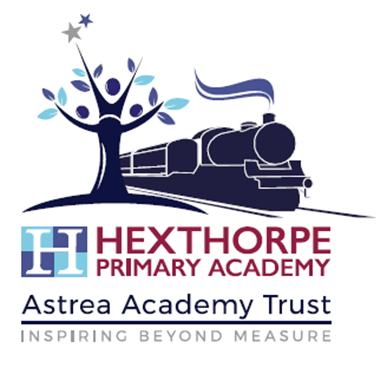 H HEXTHORPE
PRIMARY ACADEMY
Astrea Academy Trust
INSPIRING BEYOND MEASURE